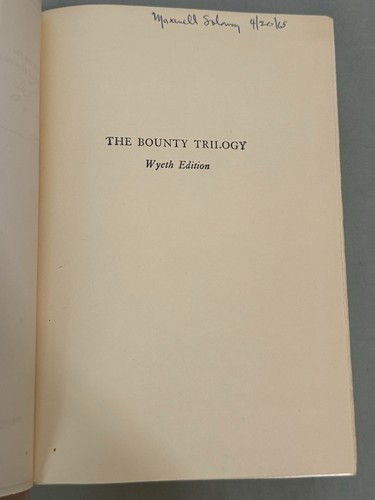 Maxwell 4/20/65
THE BOUNTY TRILOGY
Wyeth Edition